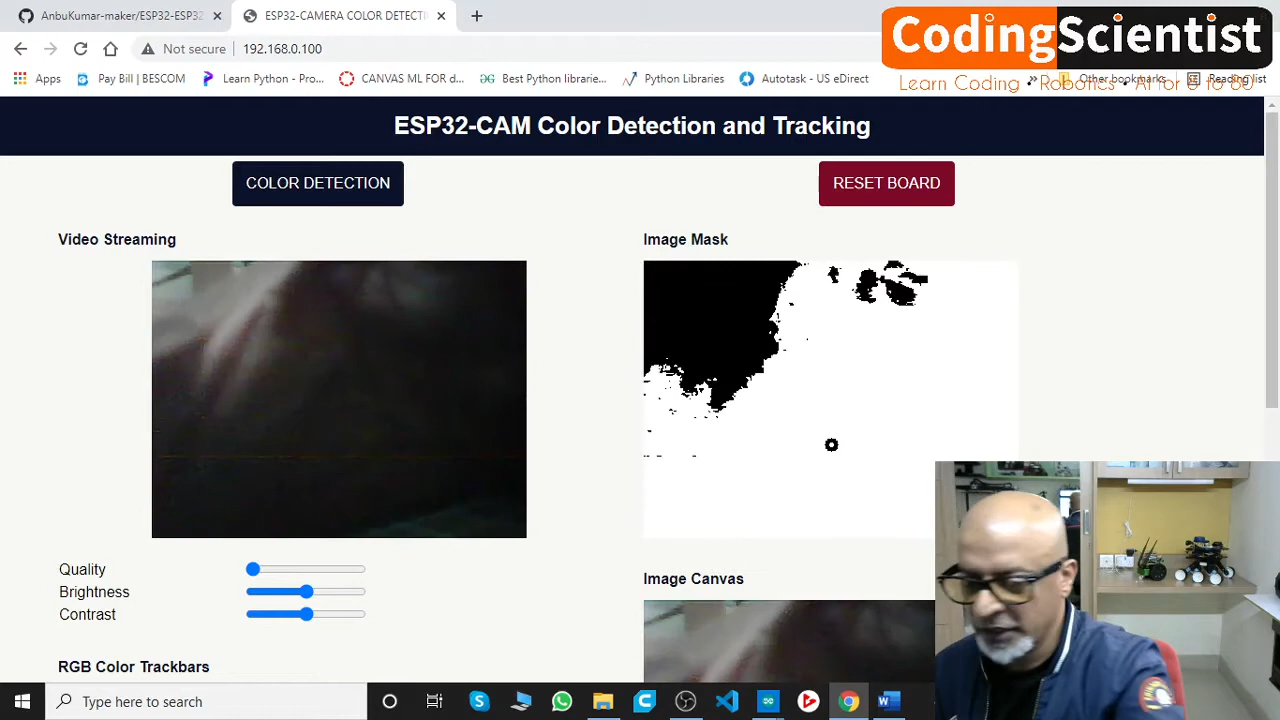 AnbuKumar-maker/ESP32-ESP32
ESP32-CAMERA COLOR DETECTI
Not secure
192.168.0.100
CodingScientist
Learn Coding • Robotics • AI for 6 to 60
Apps
Pay Bill | BESCOM
Learn Python - Pro...
CANVAS ML FOR d...
Best Python librarie...
Python Libraries
Autotask - US eDirect
»
Other bookmarks
Reading list
ESP32-CAM Color Detection and Tracking
COLOR DETECTION
RESET BOARD
Video Streaming
Image Mask
Quality
Brightness
Contrast
Image Canvas
RGB Color Trackbars
Type here to search